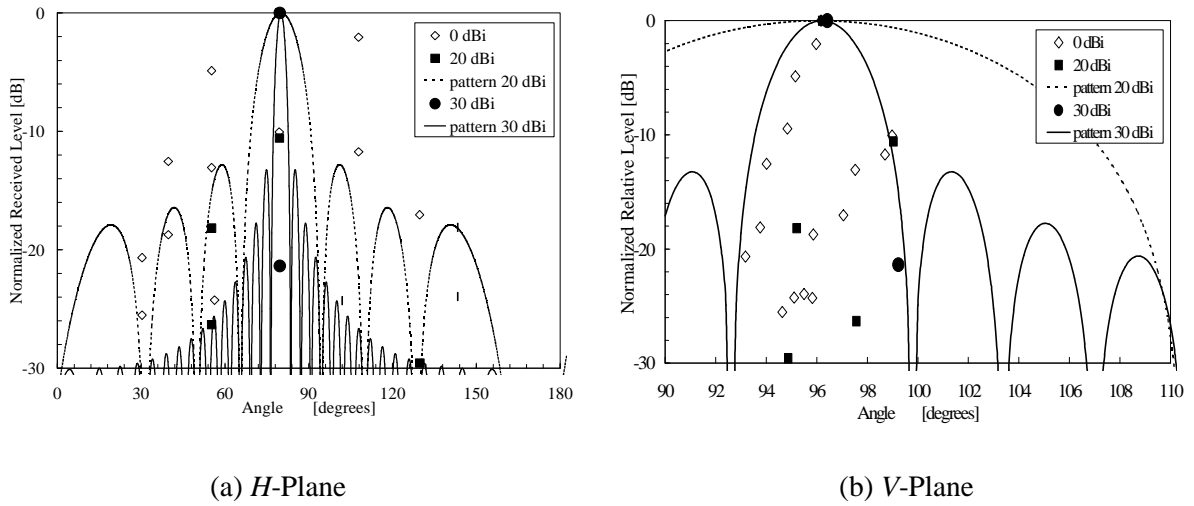 0
-10
-20
-30
Normalized Received Level [dB]
0 30 60 90 120 150 180
Angle [degrees]
0 dBi
20 dBi
pattern 20 dBi
30 dBi
pattern 30 dBi
(a) H-Plane
0
-10
-20
-30
Normalized Relative Level [dB]
90 92 94 96 98 100 102 104 106 108 110
Angle [degrees]
0 dBi
20 dBi
pattern 20 dBi
30 dBi
pattern 30 dBi
(b) V-Plane